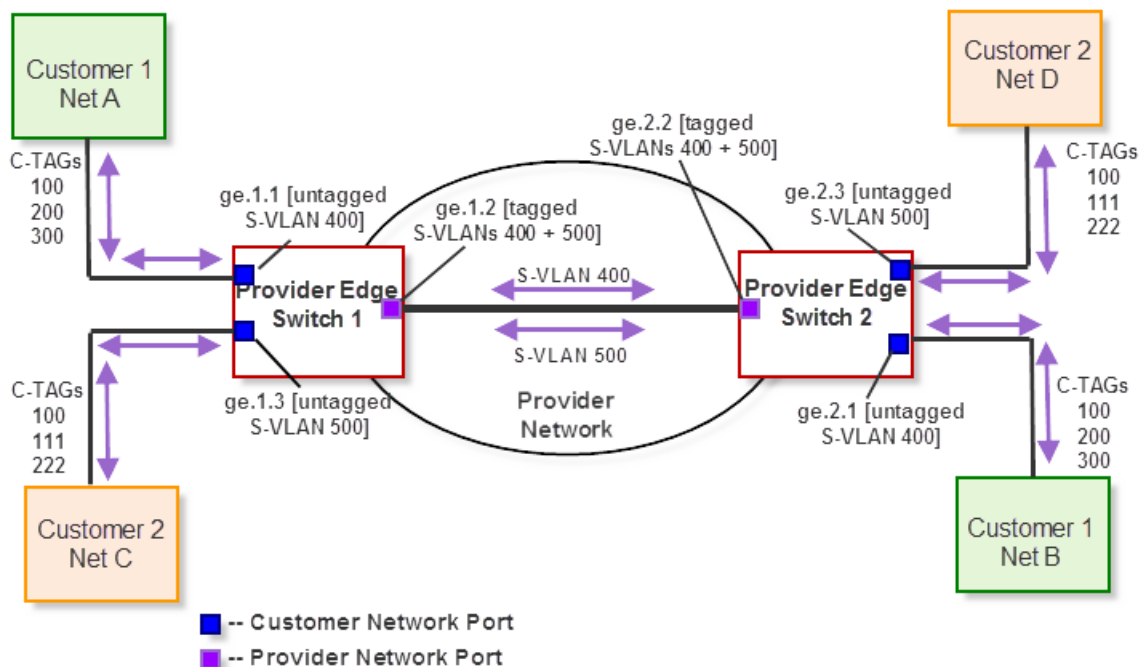 Customer 1
Net A
Customer 2
Net D
ge.2.2 [tagged
S-VLANs 400 + 500]
C-TAGs
100
200
300
C-TAGs
100
111
222
ge.1.1 [untagged
S-VLAN 400]
ge.1.2 [tagged
S-VLANs 400 + 500]
ge.2.3 [untagged
S-VLAN 500]
Provider Edge
Switch 1
S-VLAN 400
S-VLAN 500
Provider Edge
Switch 2
Provider
Network
ge.1.3 [untagged
S-VLAN 500]
ge.2.1 [untagged
S-VLAN 400]
C-TAGs
100
111
222
C-TAGs
100
200
300
Customer 2
Net C
Customer 1
Net B
-- Customer Network Port
-- Provider Network Port